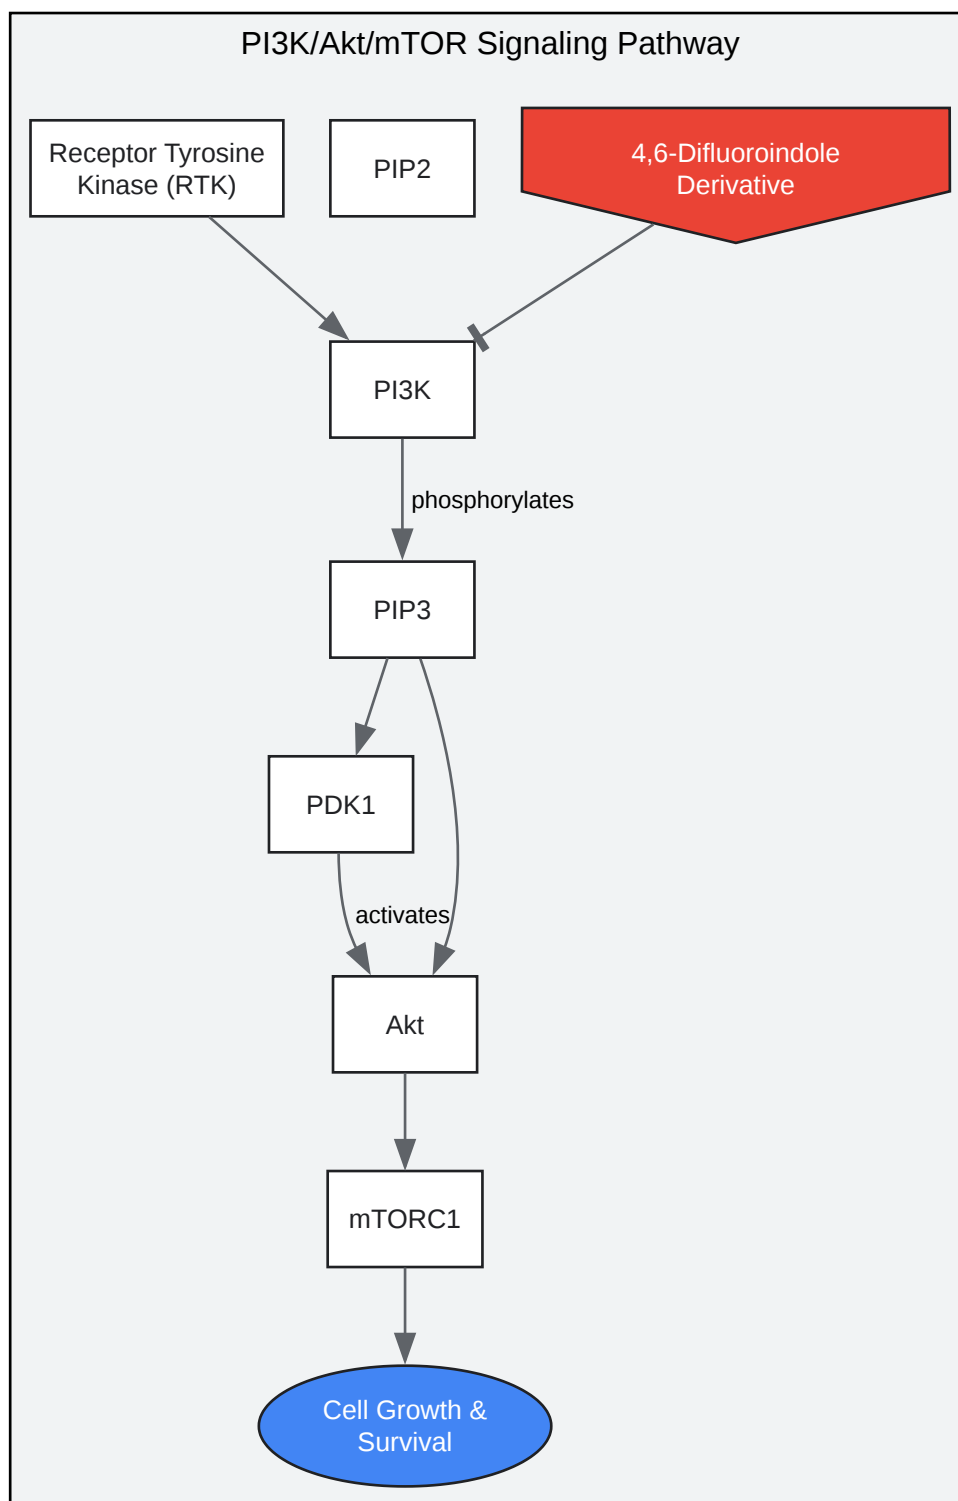 PI3K/Akt/mTOR Signaling Pathway
Receptor Tyrosine
Kinase (RTK)
PIP2
4,6-Difluoroindole
Derivative
PI3K
phosphorylates
PIP3
PDK1
activates
Akt
mTORC1
Cell Growth &
Survival